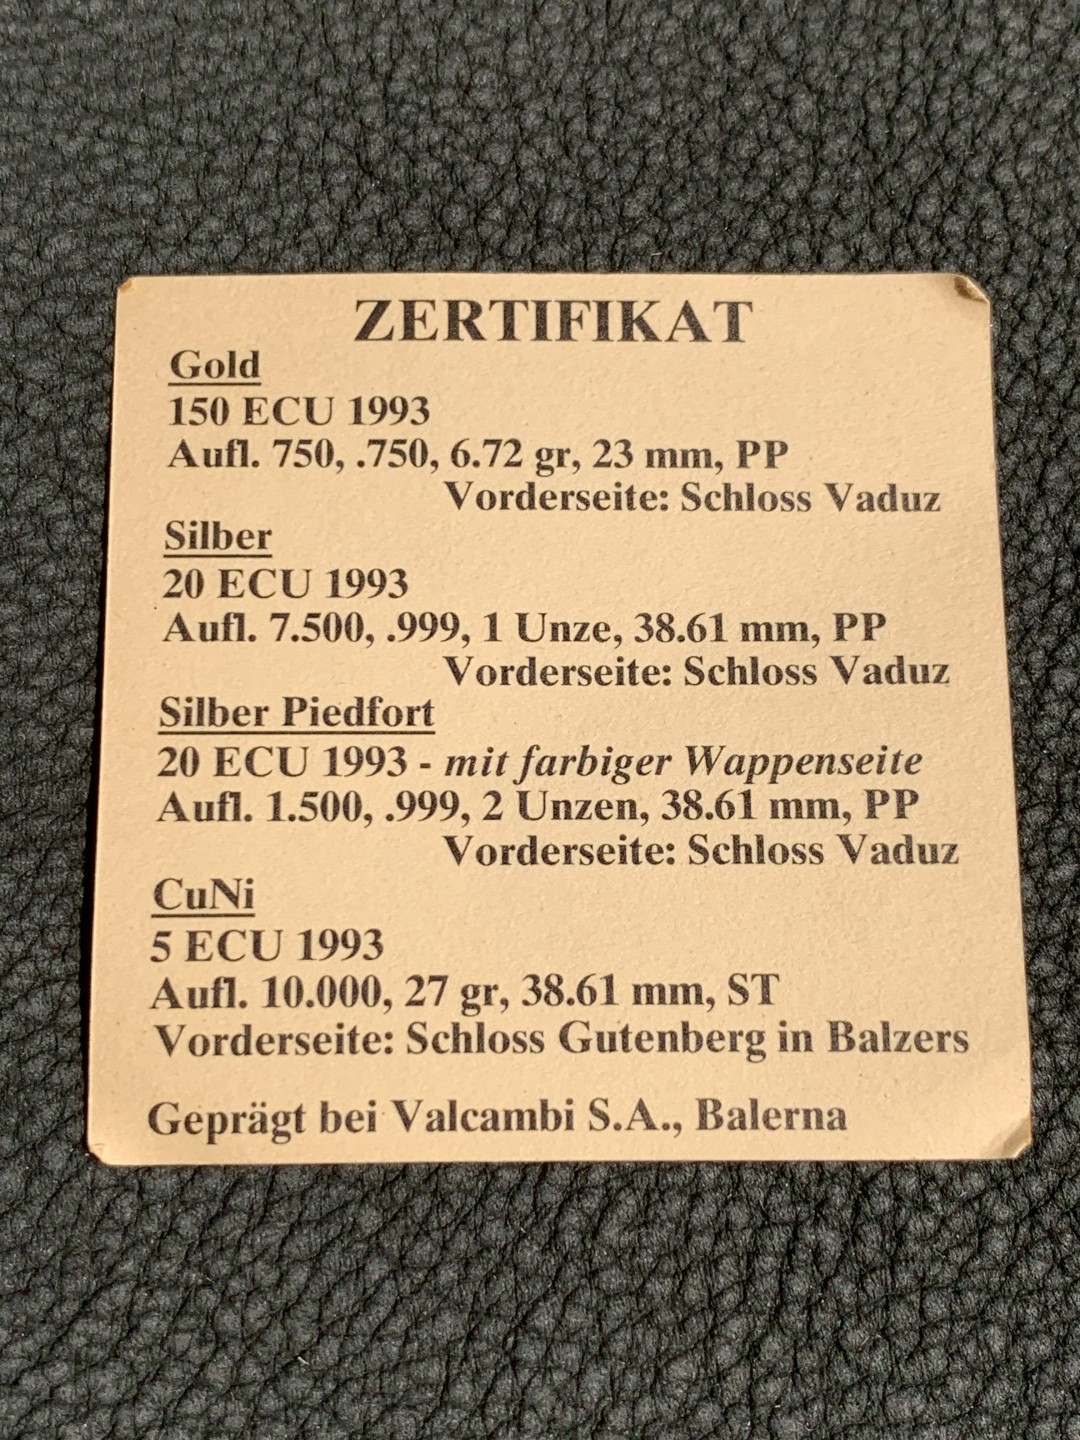 ZERTIFIKAT
Gold
150 ECU 1993
Aufl. 750, .750, 6.72 gr, 23 mm, PP
Vorderseite: Schloss Vaduz
Silber
20 ECU 1993
Aufl. 7.500, .999, 1 Unze, 38.61 mm, PP
Vorderseite: Schloss Vaduz
Silber Piedfort
20 ECU 1993 - mit farbiger Wappenseite
Aufl. 1.500, .999, 2 Unzen, 38.61 mm, PP
Vorderseite: Schloss Vaduz
CuNi
5 ECU 1993
Aufl. 10.000, 27 gr, 38.61 mm, ST
Vorderseite: Schloss Gutenberg in Balzers
Geprägt bei Valcambi S.A., Balerna